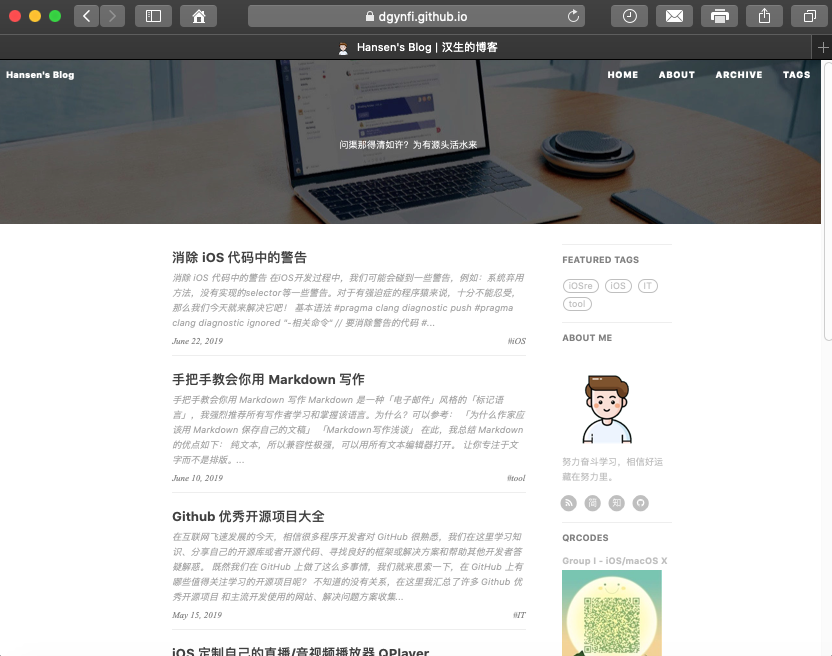 dgynfi.github.io
Hansen's Blog | 汉生的博客
Hansen's Blog
HOME ABOUT ARCHIVE TAGS
问渠那得清如许？为有源头活水来
消除 iOS 代码中的警告
消除 iOS 代码中的警告 在iOS开发过程中，我们可能会碰到一些警告，例如：系统弃用
方法，没有实现的selector等一些警告。对于有强迫症的程序猿来说，十分不能忍受，
那么我们今天就来解决它吧！ 基本语法 #pragma clang diagnostic push #pragma
clang diagnostic ignored "-相关命令" // 要消除警告的代码 #...
June 22, 2019
#iOS
手把手教会你用 Markdown 写作
手把手教会你用 Markdown 写作 Markdown 是一种「电子邮件」风格的「标记语
言」，我强烈推荐所有写作者学习和掌握该语言。为什么？可以参考： 「为什么作家应
该用 Markdown 保存自己的文稿」 「Markdown写作浅谈」 在此，我总结 Markdown
的优点如下： 纯文本，所以兼容性极强，可以用所有文本编辑器打开。 让你专注于文
字而不是排版。...
June 10, 2019
#tool
Github 优秀开源项目大全
在互联网飞速发展的今天，相信很多程序开发者对 GitHub 很熟悉，我们在这里学习知
识、分享自己的开源库或者开源代码、寻找良好的框架或解决方案和帮助其他开发者答
疑解惑。 既然我们在 GitHub 上做了这么多事情，我们就来思索一下，在 GitHub 上有
哪些值得关注学习的开源项目呢？ 不知道的没有关系，在这里我汇总了许多 Github 优
秀开源项目 和主流开发使用的网站、解决问题方案收集...
May 15, 2019
#IT
iOS 定制自己的直播/音视频播放器 QPlayer
FEATURED TAGS
iOSre iOS IT
tool
ABOUT ME
努力奋斗学习，相信好运
藏在努力里。
简 知
QRCODES
Group I - iOS/macOS X